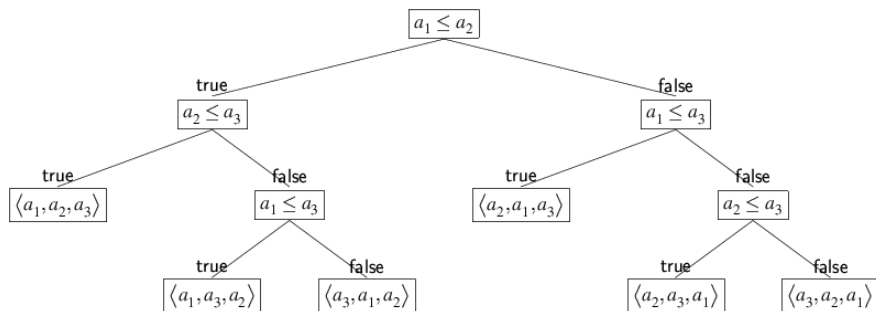 a₁ ≤ a₂
true false
a₂ ≤ a₃ a₁ ≤ a₃
true false true false
⟨a₁, a₂, a₃⟩ a₁ ≤ a₃ ⟨a₂, a₁, a₃⟩ a₂ ≤ a₃
true false true false
⟨a₁, a₃, a₂⟩ ⟨a₃, a₁, a₂⟩ ⟨a₂, a₃, a₁⟩ ⟨a₃, a₂, a₁⟩